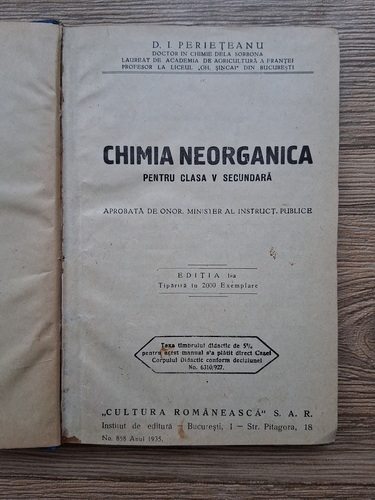 D. I. PERIEȚEANU
DOCTOR IN CHIMIE DELA SORBONA
LAUREAT DE ACADEMIA DE AGRICULTURĂ A FRANȚEI
PROFESOR LA LICEUL „GH. ȘINCAI" DIN BUCUREȘTI
CHIMIA NEORGANICA
PENTRU CLASA V SECUNDARĂ
APROBATĂ DE ONOR. MINISTER AL INSTRUCT. PUBLICE
EDIȚIA I-a
Tipărită în 2000 Exemplare
Taxa timbrului didactic de 5%,
pentru acest manual s'a plătit direct Casei
Corpului Didactic conform deciziunei
No. 6310/927.
„CULTURA ROMÂNEASCĂ" S. A. R.
Institut de editură – București, 1 – Str. Pitagora, 18
No. 858 Anul 1935.